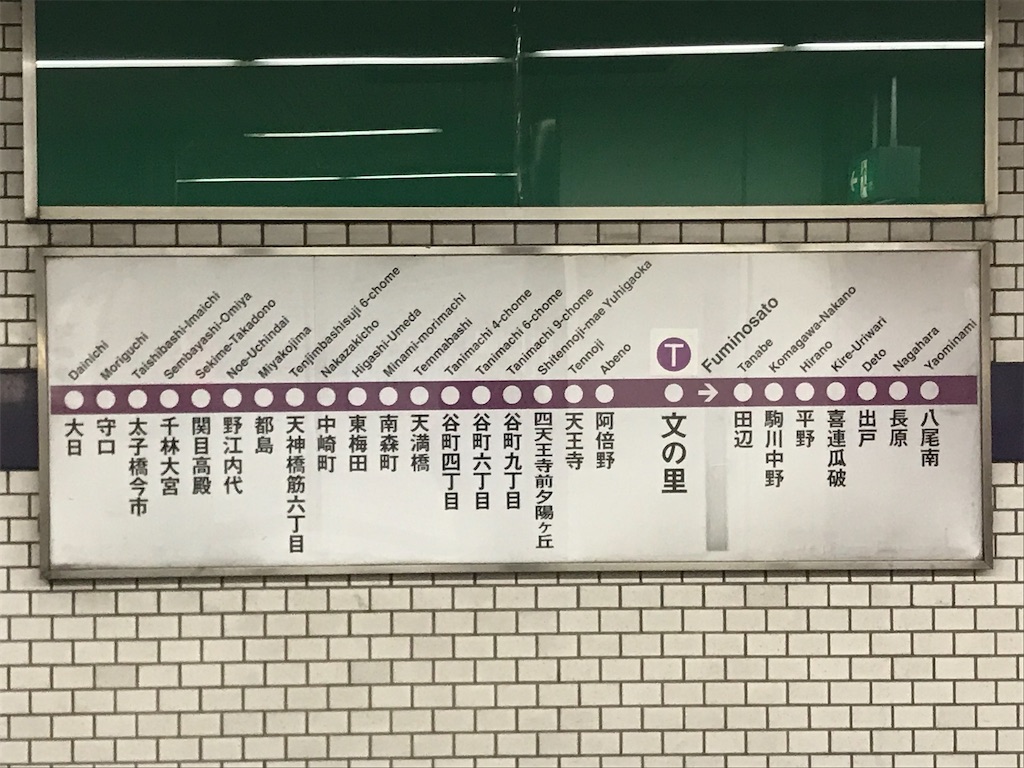 Dainichi
Moriguchi
Taishibashi-Imaichi
Sembayashi-Omiya
Sekime-Takadono
Noe-Uchindai
Miyakojima
Tenjimbashisuji 6-chome
Nakazakicho
Higashi-Umeda
Minami-morimachi
Temmabashi
Tanimachi 4-chome
Tanimachi 6-chome
Tanimachi 9-chome
Shitennoji-mae Yuhigaoka
Tennoji
Abeno
T
Fuminosato
Tanabe
Komagawa-Nakano
Hirano
Kire-Uriwari
Deto
Nagahara
Yaominami
大日
守口
太子橋今市
千林大宮
関目高殿
野江内代
都島
天神橋筋六丁目
中崎町
東梅田
南森町
天満橋
谷町四丁目
谷町六丁目
谷町九丁目
四天王寺前夕陽ヶ丘
天王寺
阿倍野
文の里
田辺
駒川中野
平野
喜連瓜破
出戸
長原
八尾南